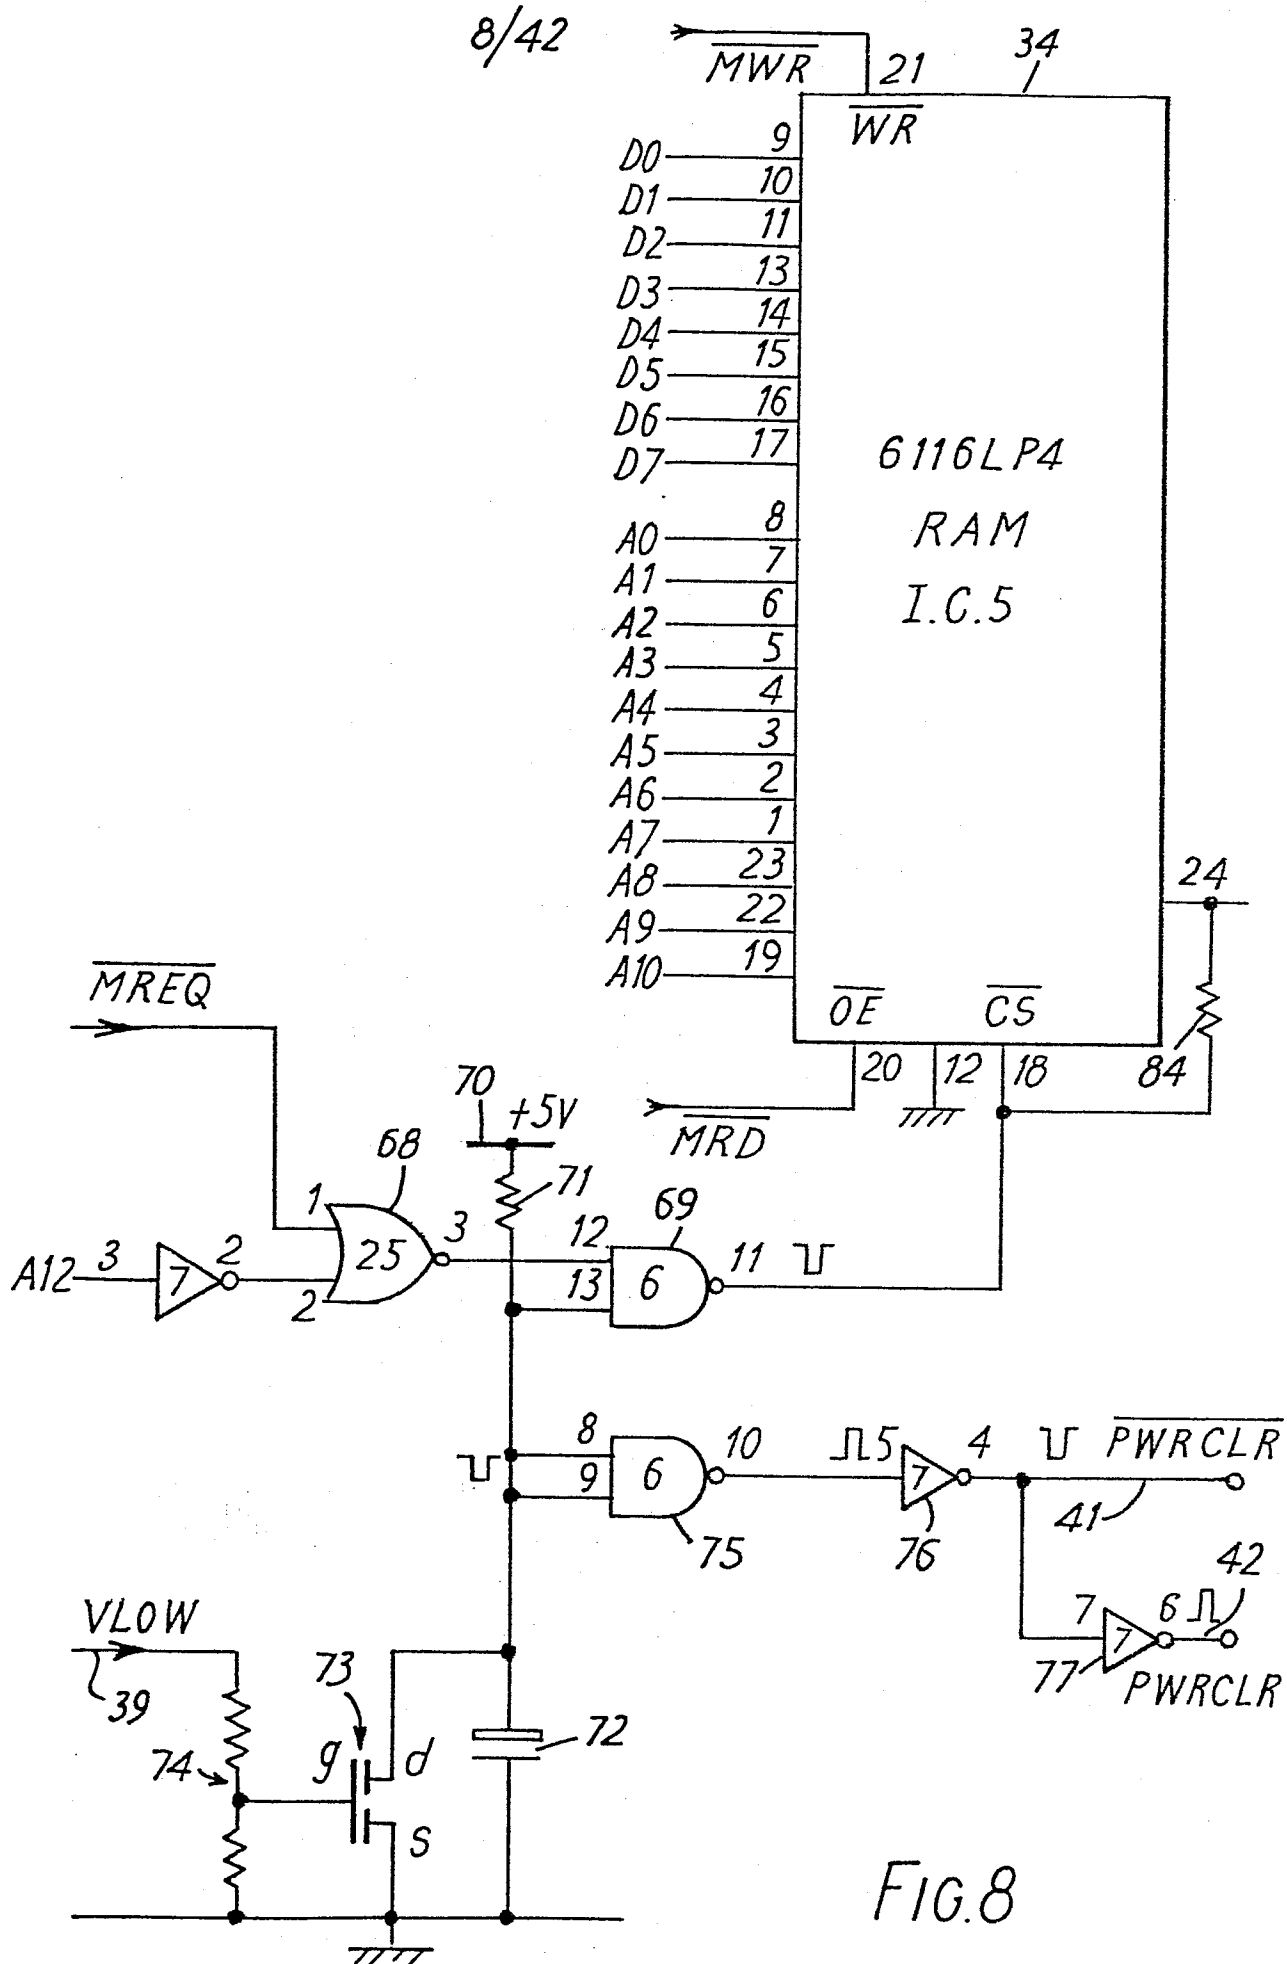 8/42
MWR
21
34
WR
D0 9
D1 10
D2 11
D3 13
D4 14
D5 15
D6 16
D7 17
6116LP4
RAM
I.C.5
A0 8
A1 7
A2 6
A3 5
A4 4
A5 3
A6 2
A7 1
A8 23
A9 22
A10 19
24
OE
CS
20
12
18
84
MRD
MREQ
70
+5V
68
71
69
1
25
3
12
11
A12 3
7
2
2
13
6
8
9
6
10
75
5
7
4
76
PWRCLR
41
42
7
7
6
77
PWRCLR
VLOW
39
73
74
g
d
s
72
FIG.8